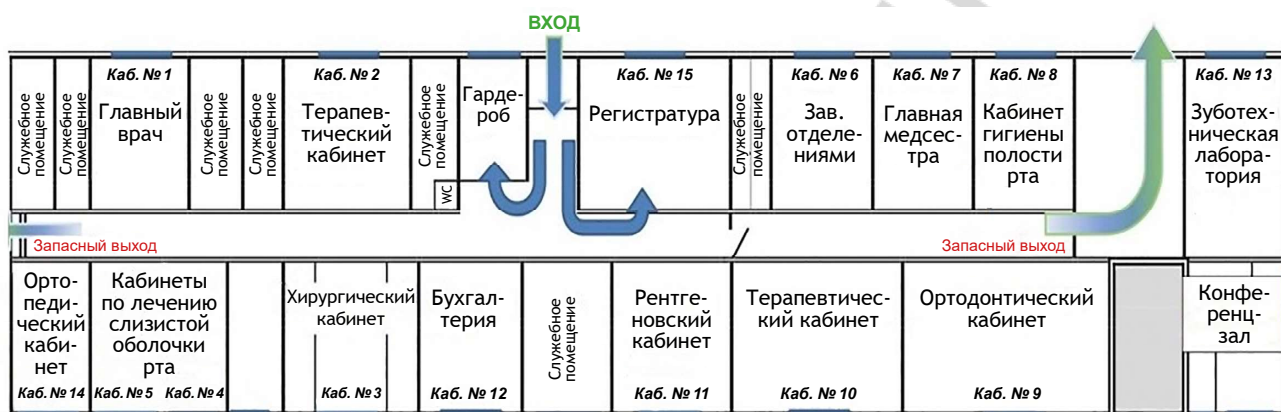 ВХОД
Служебное
помещение
Служебное
помещение
Каб. № 1
Главный
врач
Служебное
помещение
Служебное
помещение
Каб. № 2
Терапев-
тический
кабинет
Служебное
помещение
WC
Гарде-
роб
Каб. № 15
Регистратура
Служебное
помещение
Каб. № 6
Зав.
отделе-
ниями
Каб. № 7
Главная
медсес-
тра
Каб. № 8
Кабинет
гигиены
полости
рта
Каб. № 13
Зуботех-
ническая
лабора-
тория
Запасный выход
Запасный выход
Орто-
педи-
ческий
каби-
нет
Каб. № 14
Кабинеты
по лечению
слизистой
оболочки
рта
Каб. № 5 Каб. № 4
Хирургический
кабинет
Каб. № 3
Бухгал-
терия
Каб. № 12
Служебное
помещение
Рентге-
новский
кабинет
Каб. № 11
Терапевтичес-
кий кабинет
Каб. № 10
Ортодонтический
кабинет
Каб. № 9
Конфе-
ренц-
зал